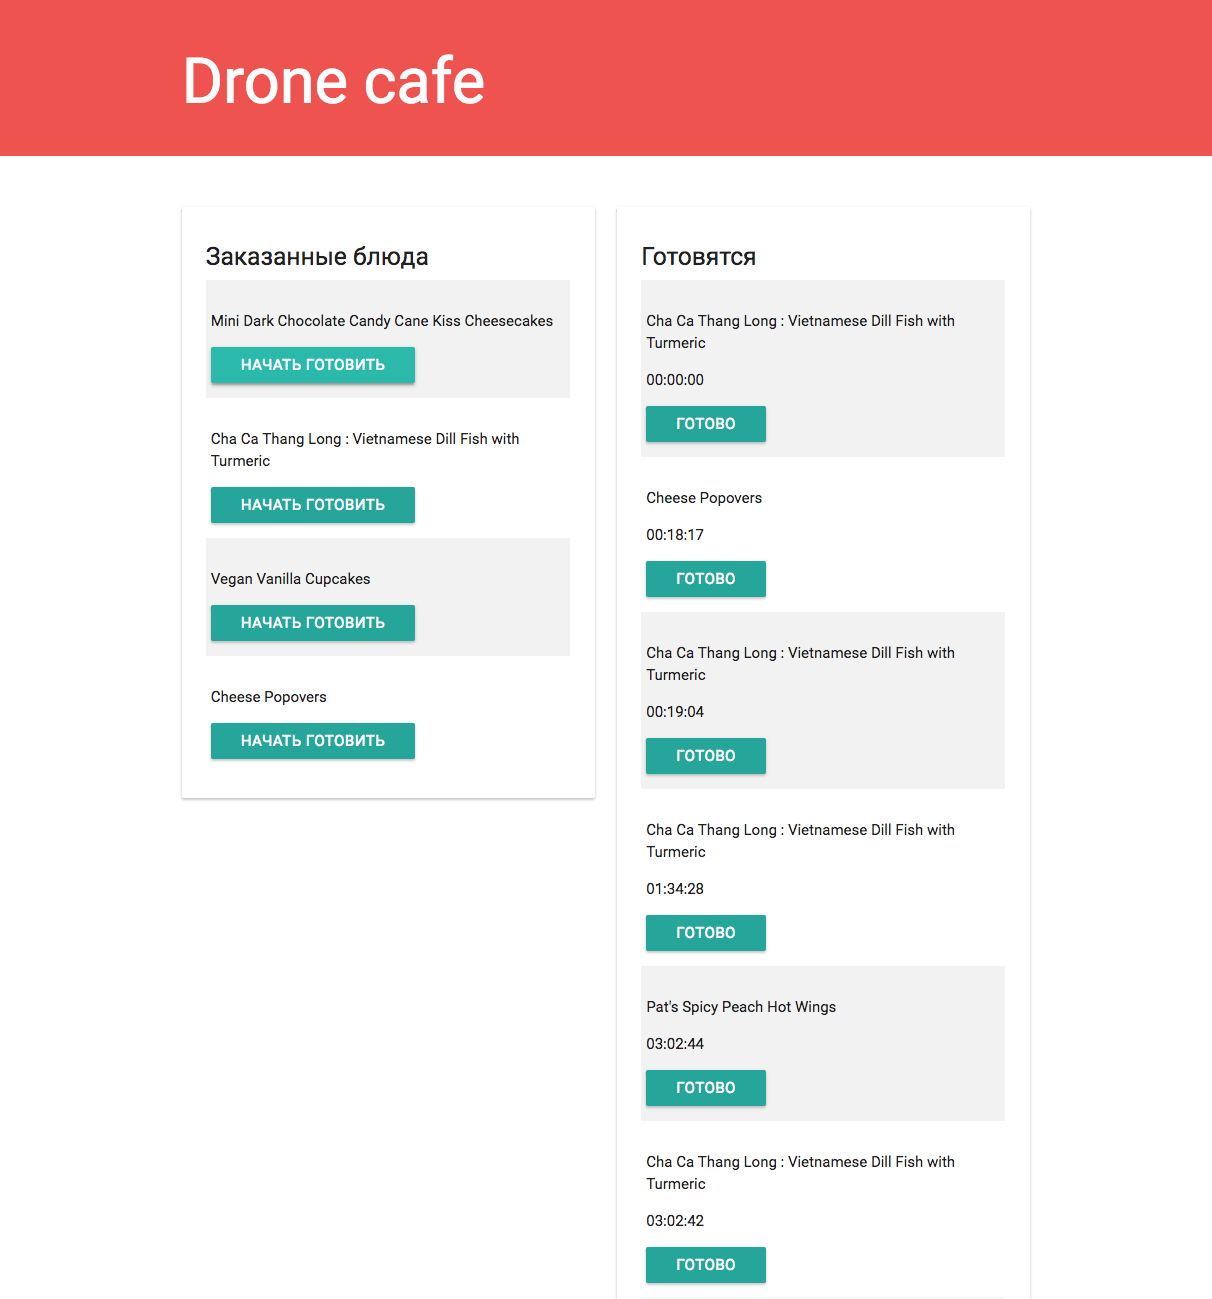 Drone cafe
Заказанные блюда
Mini Dark Chocolate Candy Cane Kiss Cheesecakes
НАЧАТЬ ГОТОВИТЬ
Cha Ca Thang Long : Vietnamese Dill Fish with
Turmeric
НАЧАТЬ ГОТОВИТЬ
Vegan Vanilla Cupcakes
НАЧАТЬ ГОТОВИТЬ
Cheese Popovers
НАЧАТЬ ГОТОВИТЬ
Готовятся
Cha Ca Thang Long : Vietnamese Dill Fish with
Turmeric
00:00:00
ГОТОВО
Cheese Popovers
00:18:17
ГОТОВО
Cha Ca Thang Long : Vietnamese Dill Fish with
Turmeric
00:19:04
ГОТОВО
Cha Ca Thang Long : Vietnamese Dill Fish with
Turmeric
01:34:28
ГОТОВО
Pat's Spicy Peach Hot Wings
03:02:44
ГОТОВО
Cha Ca Thang Long : Vietnamese Dill Fish with
Turmeric
03:02:42
ГОТОВО